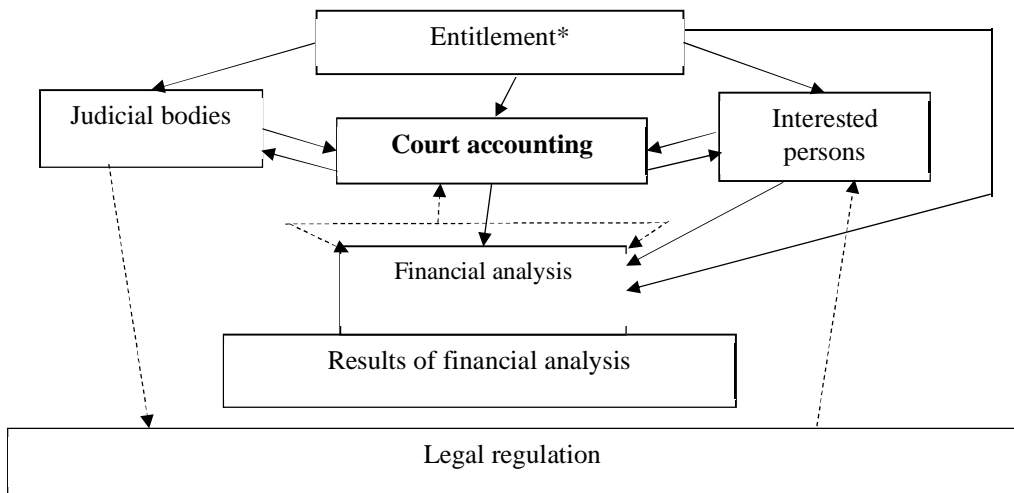 Entitlement*
Judicial bodies
Court accounting
Interested
persons
Financial analysis
Results of financial analysis
Legal regulation